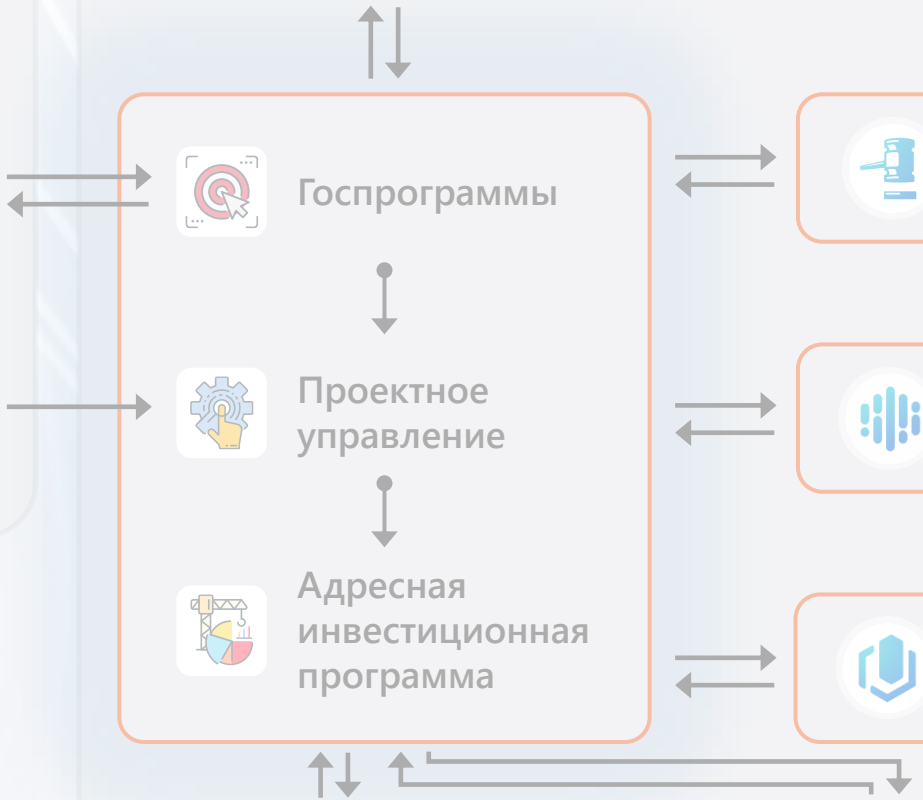 Госпрограммы
Проектное
управление
Адресная
инвестиционная
программа